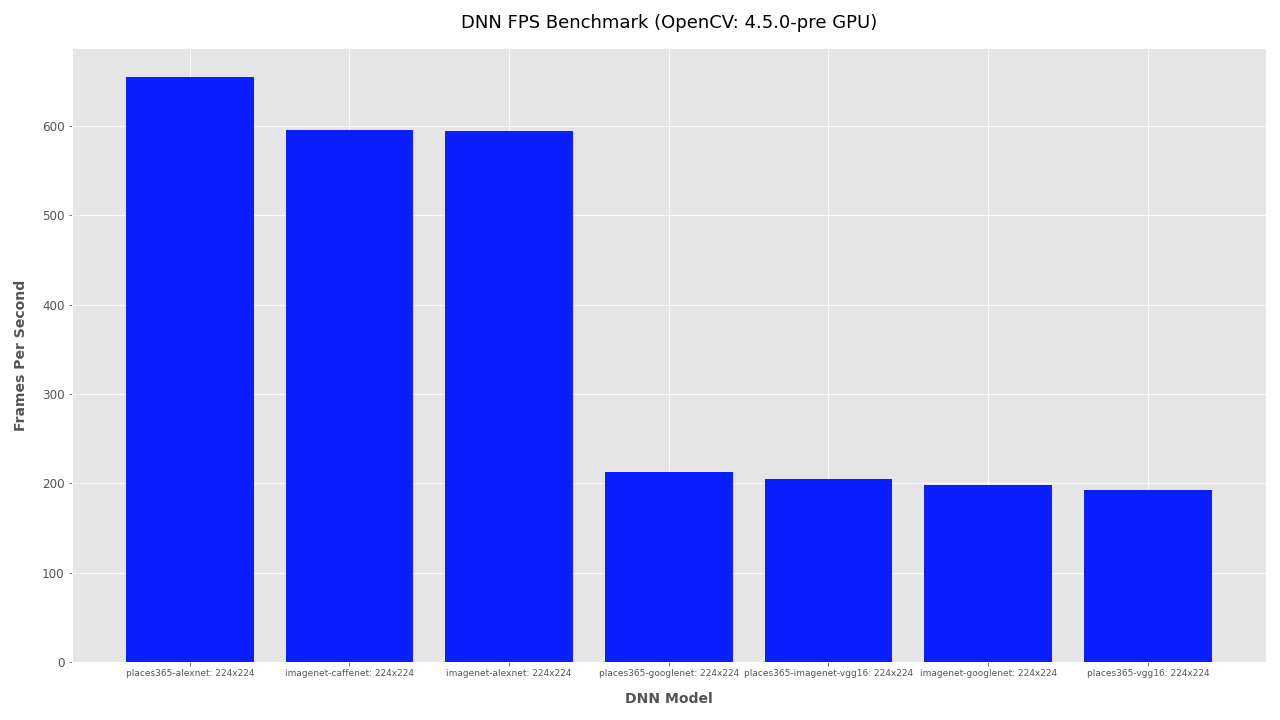 DNN FPS Benchmark (OpenCV: 4.5.0-pre GPU)
Frames Per Second
600
500
400
300
200
100
0
places365-alexnet: 224x224
imagenet-caffenet: 224x224
imagenet-alexnet: 224x224
places365-googlenet: 224x224
places365-imagenet-vgg16: 224x224
imagenet-googlenet: 224x224
places365-vgg16: 224x224
DNN Model